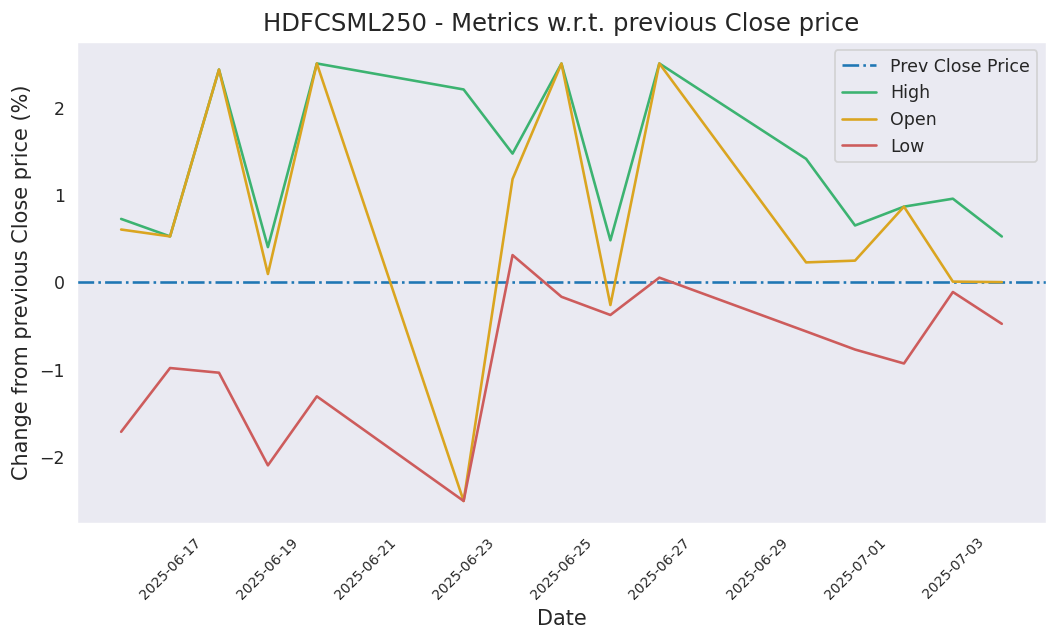 HDFCSML250 - Metrics w.r.t. previous Close price
Prev Close Price
High
Open
Low
Change from previous Close price (%)
2
1
0
−1
−2
2025-06-17
2025-06-19
2025-06-21
2025-06-23
2025-06-25
2025-06-27
2025-06-29
2025-07-01
2025-07-03
Date